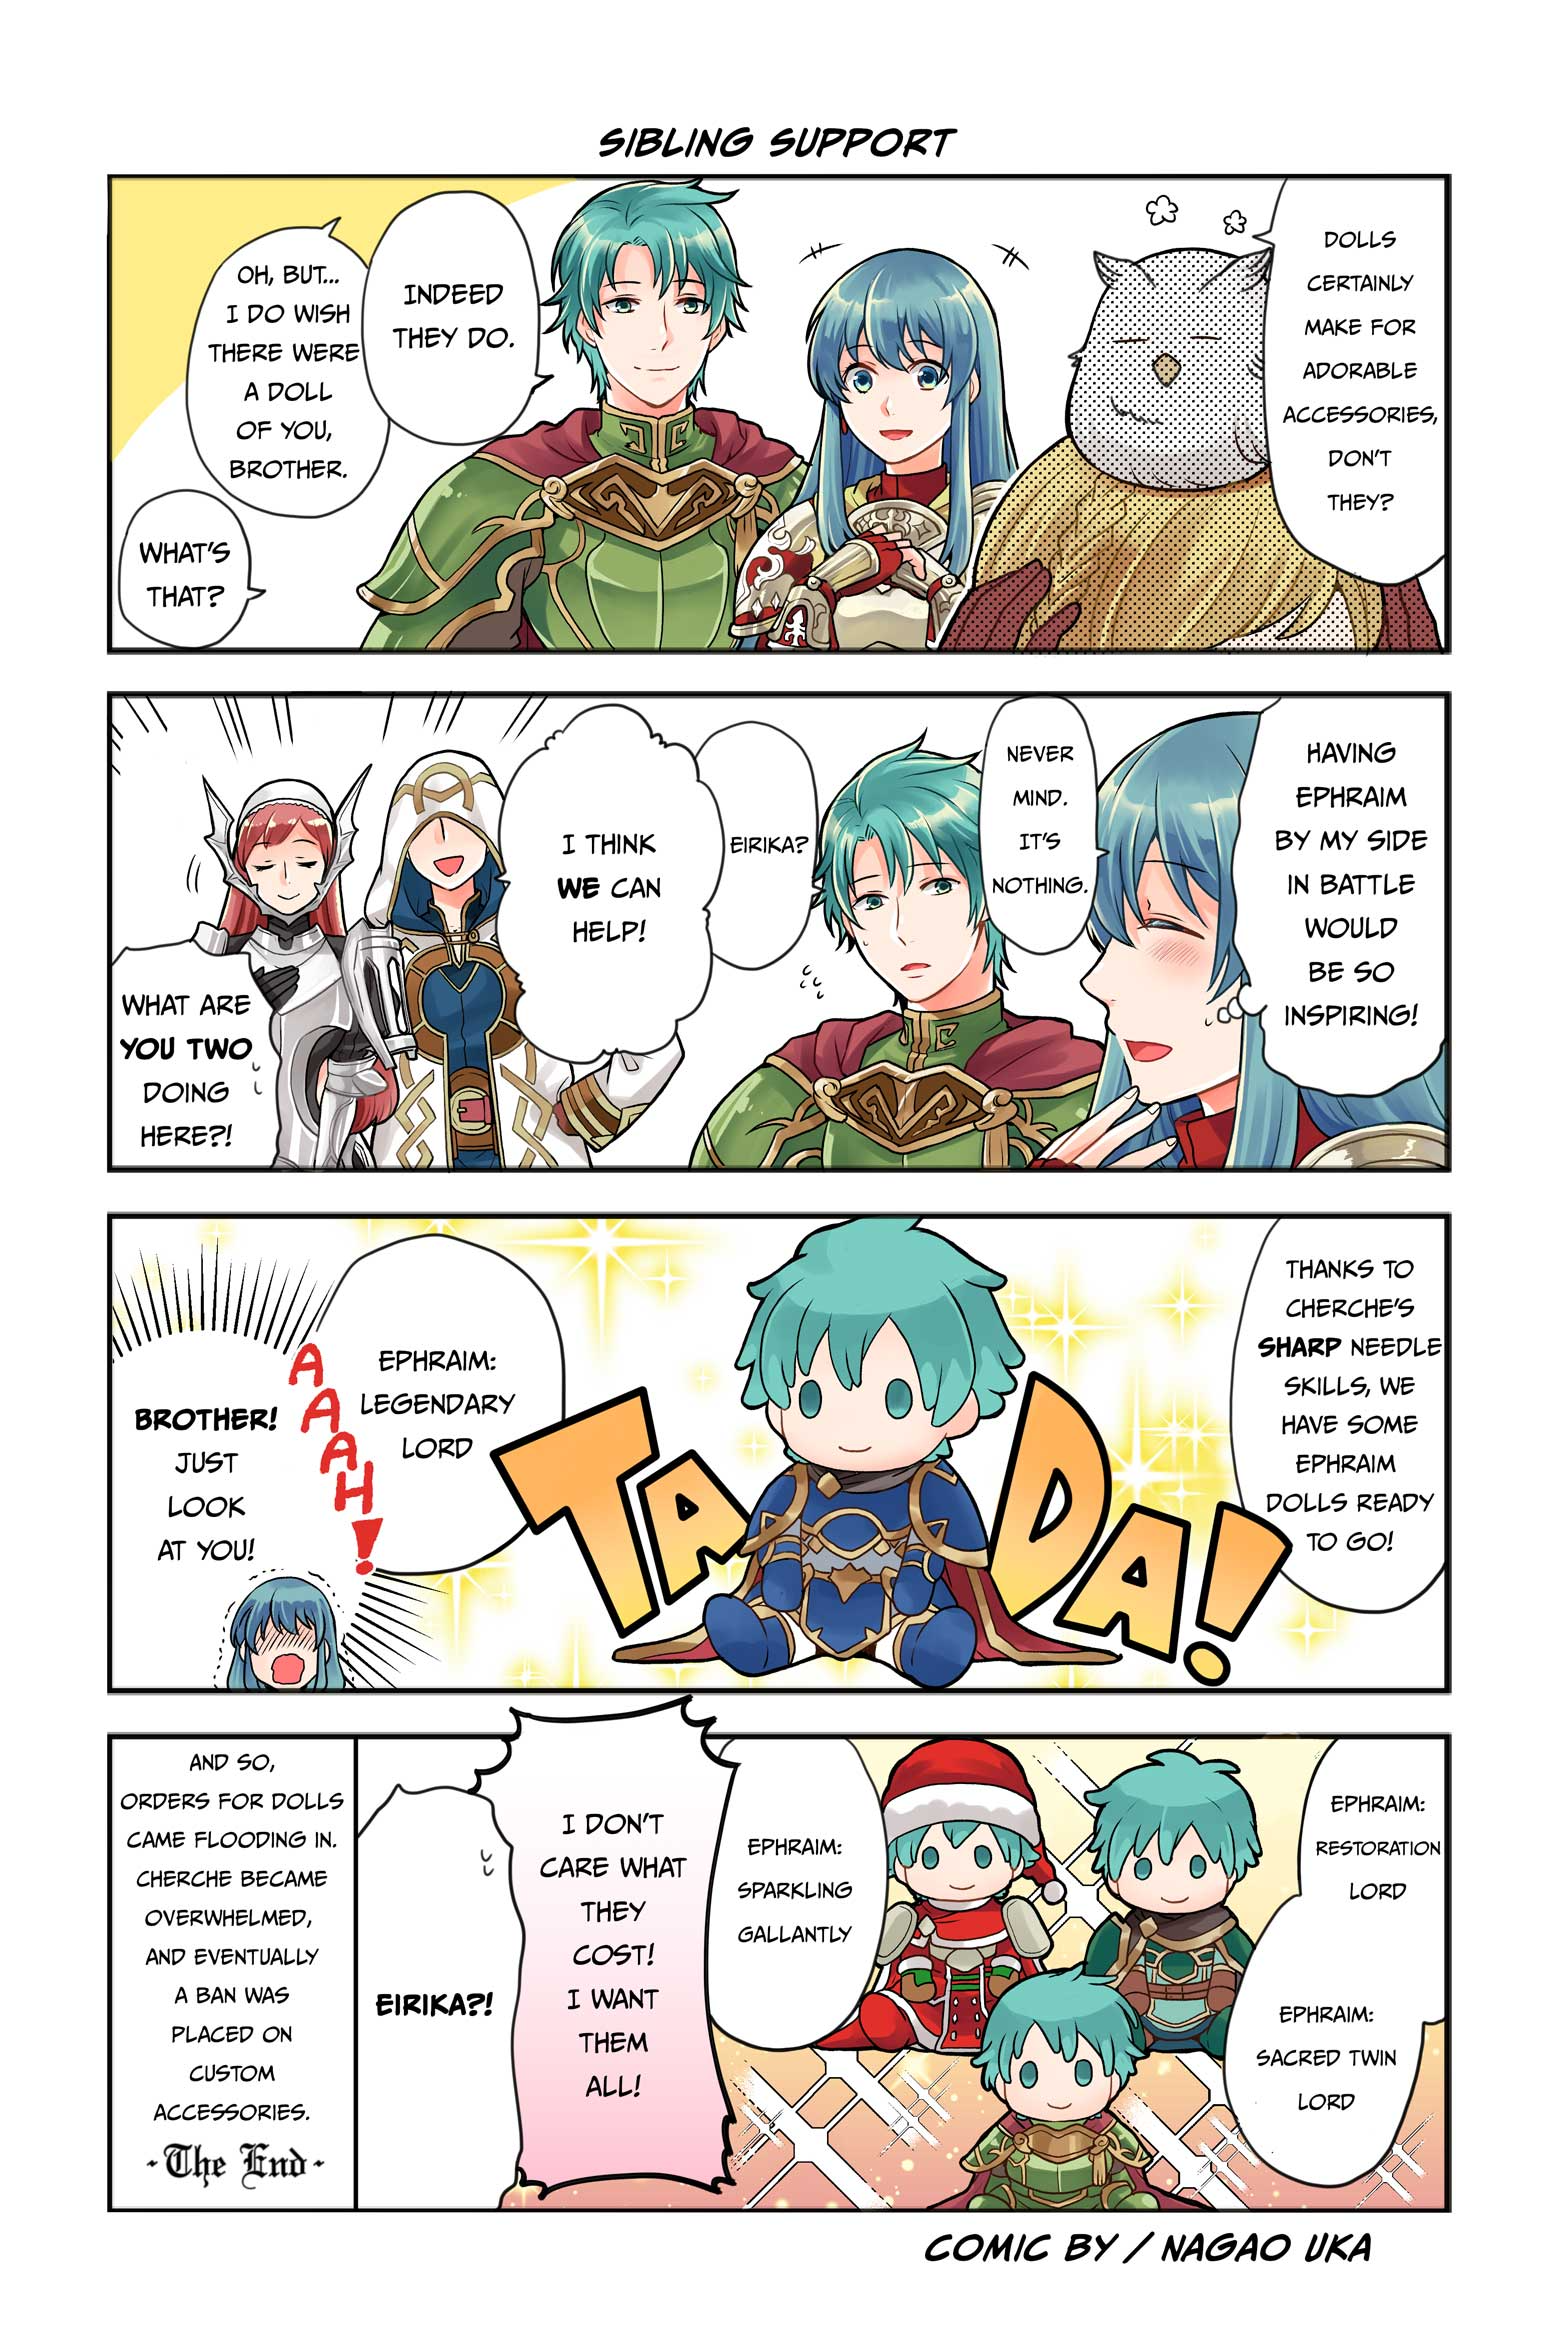 SIBLING SUPPORT
DOLLS
CERTAINLY
MAKE FOR
ADORABLE
ACCESSORIES,
DON'T
THEY?
INDEED
THEY DO.
OH, BUT...
I DO WISH
THERE WERE
A DOLL
OF YOU,
BROTHER.
WHAT'S
THAT?
HAVING
EPHRAIM
BY MY SIDE
IN BATTLE
WOULD
BE SO
INSPIRING!
NEVER
MIND.
IT'S
NOTHING.
EIRIKA?
I THINK
WE CAN
HELP!
WHAT ARE
YOU TWO
DOING
HERE?!
THANKS TO
CHERCHE'S
SHARP NEEDLE
SKILLS, WE
HAVE SOME
EPHRAIM
DOLLS READY
TO GO!
TA DA!
EPHRAIM:
LEGENDARY
LORD
AAAH!
BROTHER!
JUST
LOOK
AT YOU!
EPHRAIM:
RESTORATION
LORD
EPHRAIM:
SACRED TWIN
LORD
EPHRAIM:
SPARKLING
GALLANTLY
I DON'T
CARE WHAT
THEY
COST!
I WANT
THEM
ALL!
EIRIKA?!
AND SO,
ORDERS FOR DOLLS
CAME FLOODING IN.
CHERCHE BECAME
OVERWHELMED,
AND EVENTUALLY
A BAN WAS
PLACED ON
CUSTOM
ACCESSORIES.
-The End-
COMIC BY / NAGAO UKA